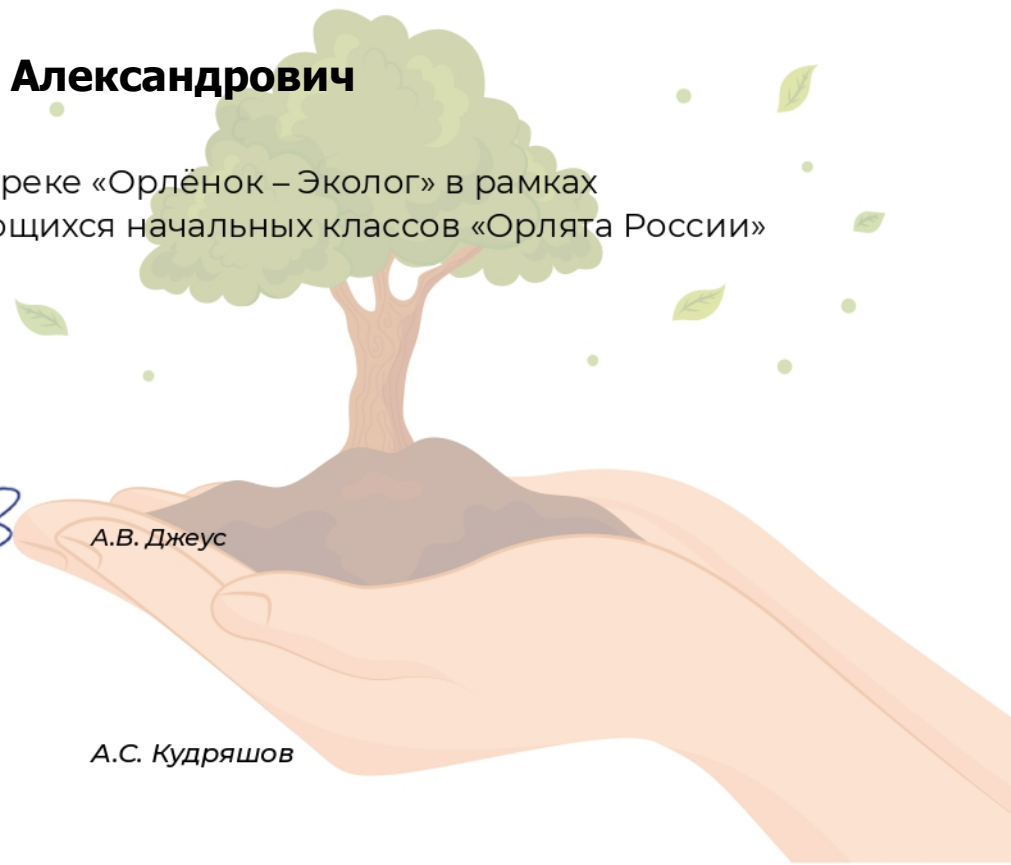 Александрович
реке «Орлёнок – Эколог» в рамках
ющихся начальных классов «Орлята России»
А.В. Джеус
А.С. Кудряшов